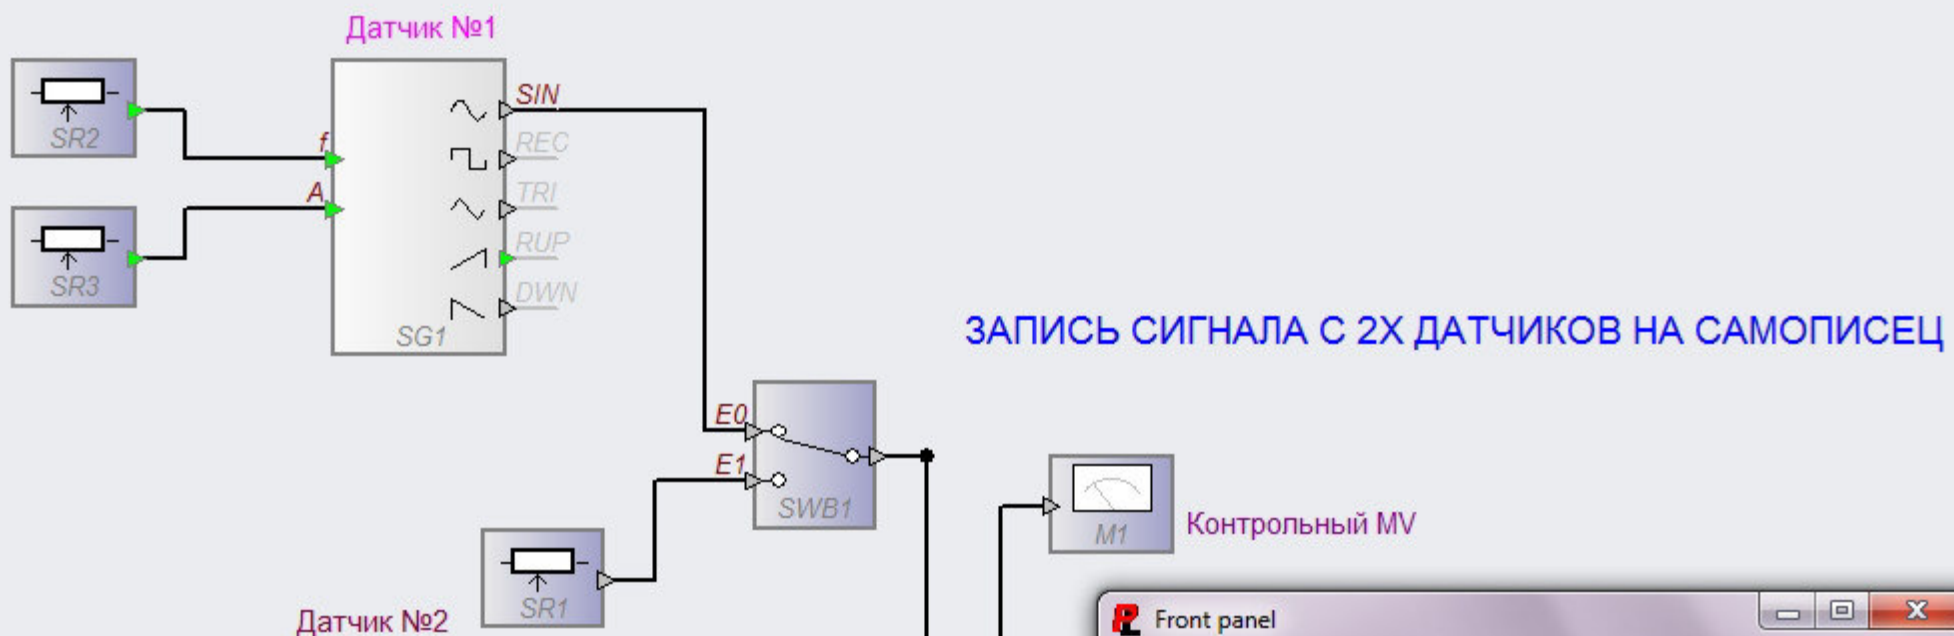 Датчик №1
SR2
f
A
SR3
SIN
REC
TRI
RUP
DWN
SG1
ЗАПИСЬ СИГНАЛА С 2Х ДАТЧИКОВ НА САМОПИСЕЦ
E0
E1
SWB1
M1
Контрольный MV
SR1
Датчик №2
Front panel